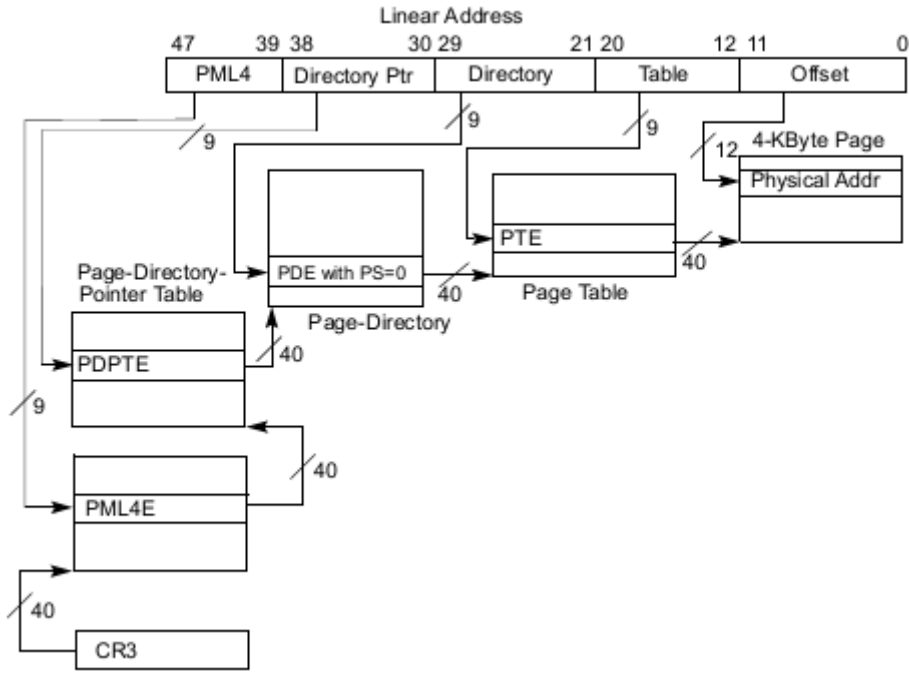 Linear Address
47 39 38 30 29 21 20 12 11 0
PML4 Directory Ptr Directory Table Offset
9 9 9 12 4-KByte Page
Physical Addr
PTE
40
Page-Directory-
Pointer Table
PDE with PS=0
40
Page Table
Page-Directory
40
PDPTE
9
40
PML4E
40
CR3